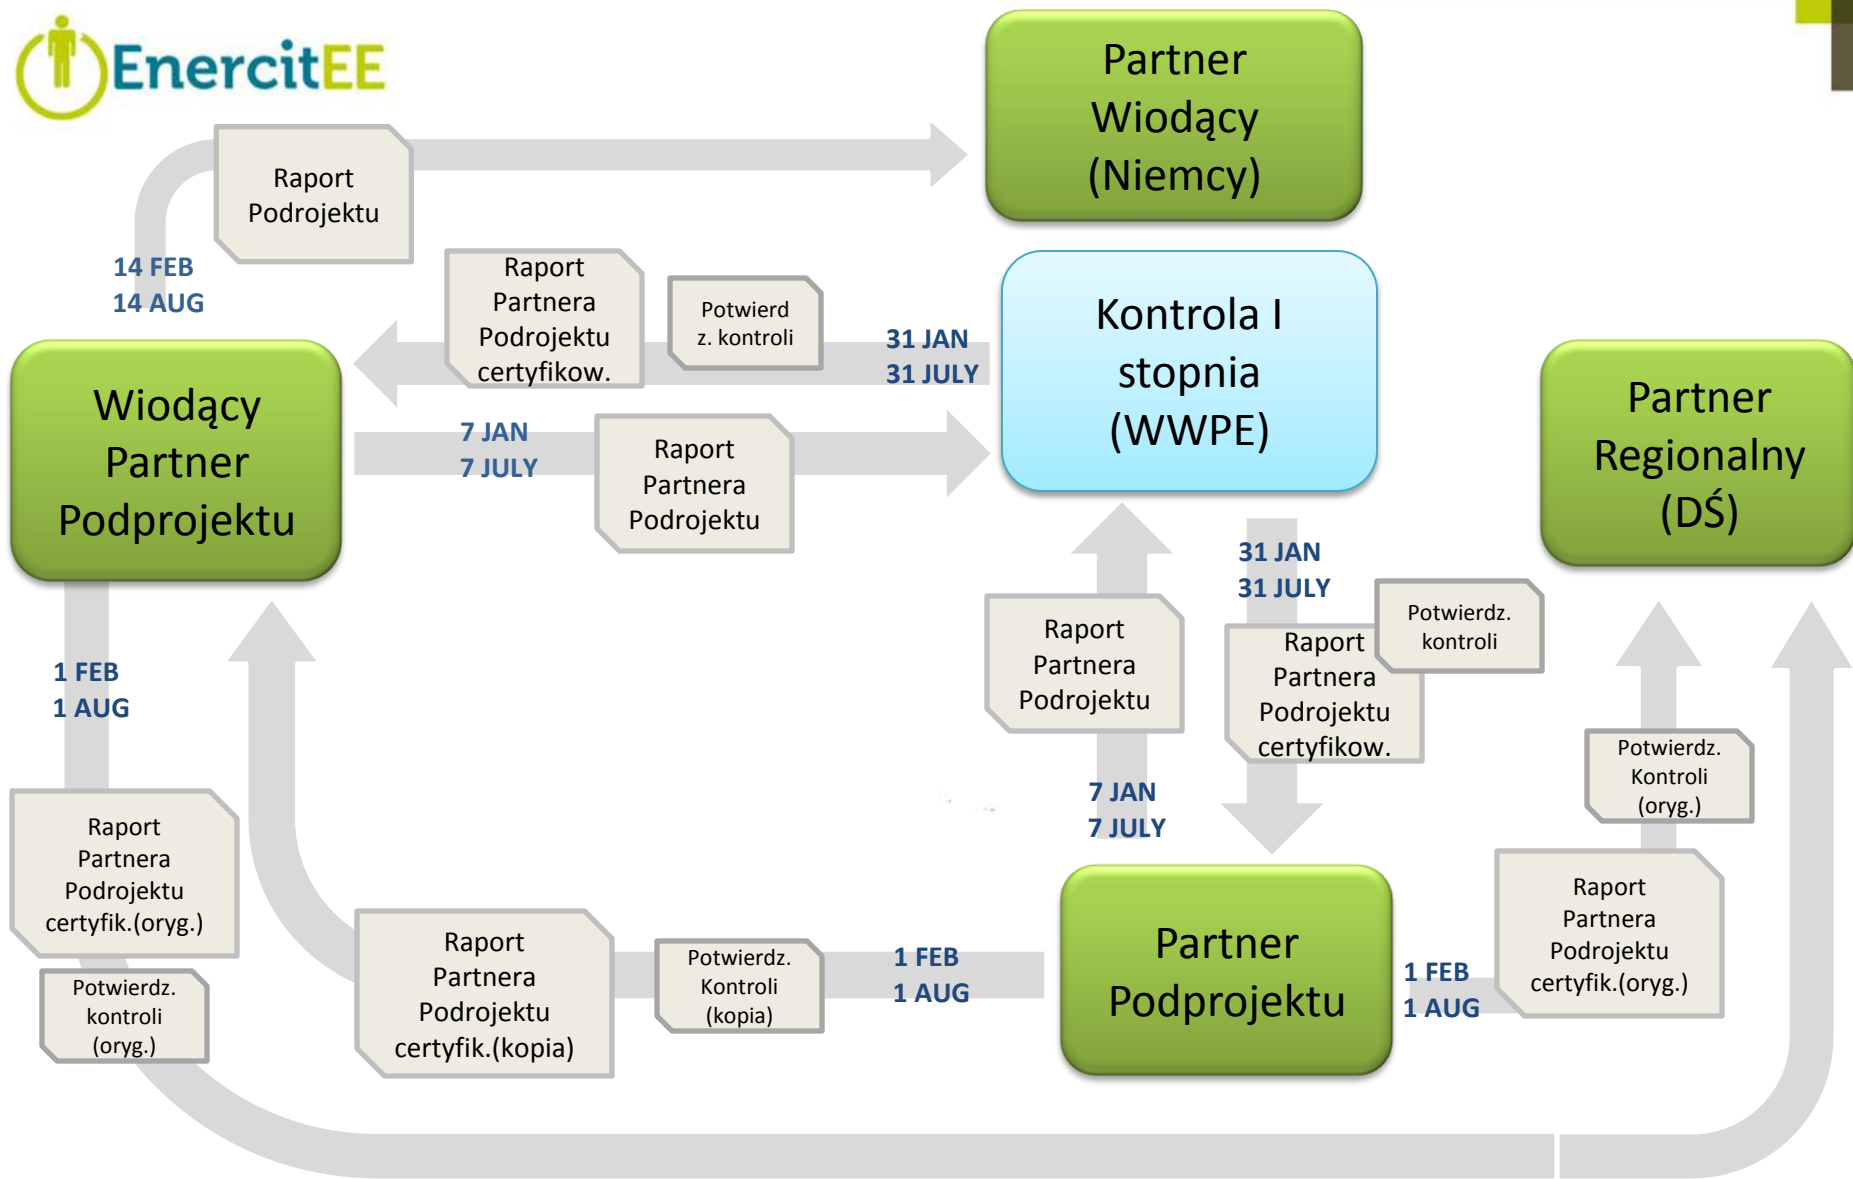 EnercitEE
Partner
Wiodący
(Niemcy)
Raport
Podrojektu
14 FEB
14 AUG
Raport
Partnera
Podrojektu
certyfikow.
Potwierd
z. kontroli
31 JAN
31 JULY
Kontrola I
stopnia
(WWPE)
Wiodący
Partner
Podprojektu
7 JAN
7 JULY
Raport
Partnera
Podrojektu
Partner
Regionalny
(DŚ)
31 JAN
31 JULY
Potwierdz.
kontroli
Raport
Partnera
Podrojektu
Raport
Partnera
Podrojektu
certyfikow.
1 FEB
1 AUG
7 JAN
7 JULY
Potwierdz.
Kontroli
(oryg.)
Raport
Partnera
Podrojektu
certyfik.(oryg.)
Potwierdz.
kontroli
(oryg.)
Raport
Partnera
Podrojektu
certyfik.(kopia)
Potwierdz.
Kontroli
(kopia)
1 FEB
1 AUG
Partner
Podprojektu
1 FEB
1 AUG
Raport
Partnera
Podrojektu
certyfik.(oryg.)